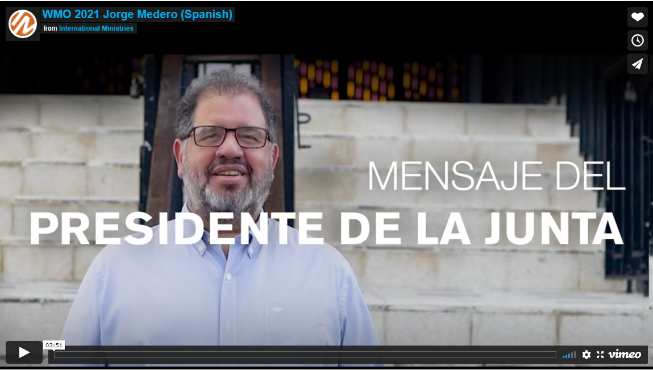 WMO 2021 Jorge Medero (Spanish)
from International Ministries
MENSAJE DEL
PRESIDENTE DE LA JUNTA
03:51
vimeo